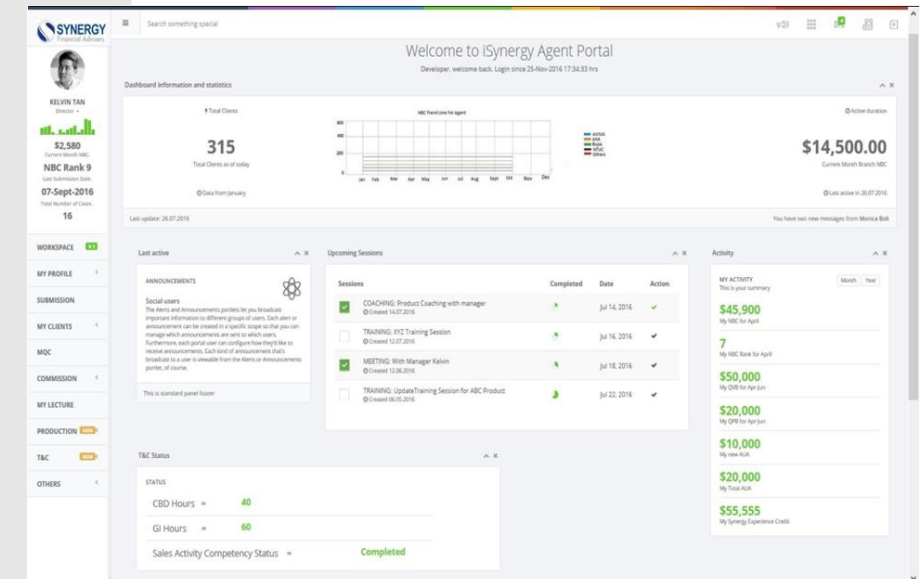 SYNERGY
Financial Advisers
Search something special
4
KELVIN TAN
Director
$2,580
Current Month NBC.
NBC Rank 9
Last Submission Date.
07-Sept-2016
Total Number of Cases.
16
WORKSPACE
MY PROFILE
SUBMISSION
MY CLIENTS
MQC
COMMISSION
MY LECTURE
PRODUCTION NEW
T&C NEW
OTHERS
Welcome to iSynergy Agent Portal
Developer, welcome back. Login since 25-Nov-2016 17:34:33 hrs
Dashboard information and statistics
Total Clients
315
Total Clients as of today
Data from January
NBC Trend Line For Agent
600
400
200
0
Jan Feb Mar Apr May Jun Jul Aug Sept Oct Nov Dec
AVIVA
AXA
Others
Active duration
$14,500.00
Current Month Branch NBC
Last active in 26.07.2016
Last update: 26.07.2016
You have two new messages from Monica Bolt
Last active
ANNOUNCEMENTS
Social users
The Alerts and Announcements portlets let you broadcast
important information to different groups of users. Each alert or
announcement can be created in a specific scope so that you can
manage which announcements are sent to which users.
Furthermore, each portal user can configure how they'd like to
receive announcements. Each kind of announcement that's
broadcast to a user is viewable from the Alerts or Announcements
portlet, of course.
This is standard panel footer
Upcoming Sessions
Sessions Completed Date Action
COACHING: Product Coaching with manager Jul 14, 2016
Created 14.07.2016
TRAINING: XYZ Training Session Jul 16, 2016
Created 12.07.2016
MEETING: With Manager Kelvin Jul 18, 2016
Created 12.06.2016
TRAINING: UpdateTraining Session for ABC Product Jul 22, 2016
Created 06.05.2016
Activity
MY ACTIVITY Month Year
This is your summary
$45,900
My NBC for April
7
My NBC Rank for April
$50,000
My QVB for Apr-Jun
$20,000
My QPB for Apr-Jun
$10,000
My new AUA
$20,000
My Total AUA
$55,555
My Synergy Experience Credit
T&C Status
STATUS
CBD Hours = 40
GI Hours = 60
Sales Activity Competency Status = Completed